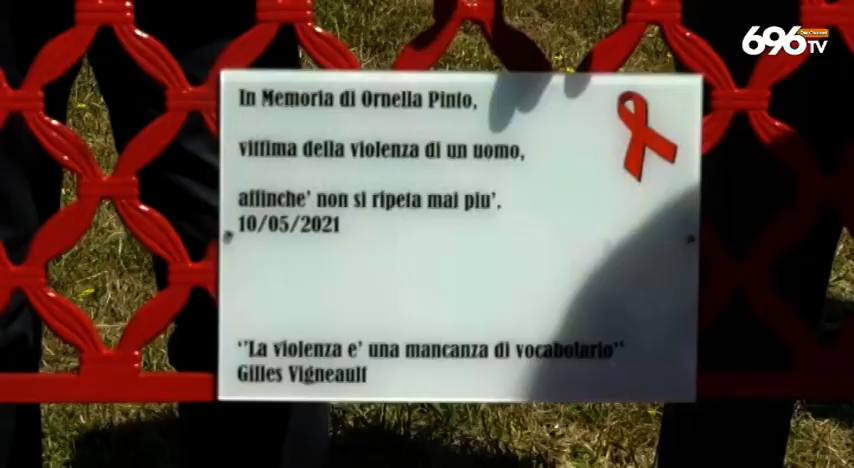 696 TV
In Memoria di Ornella Pinto,
vittima della violenza di un uomo,
affinche' non si ripeta mai piu'.
10/05/2021
‘'La violenza e' una mancanza di vocabolario''
Gilles Vigneault